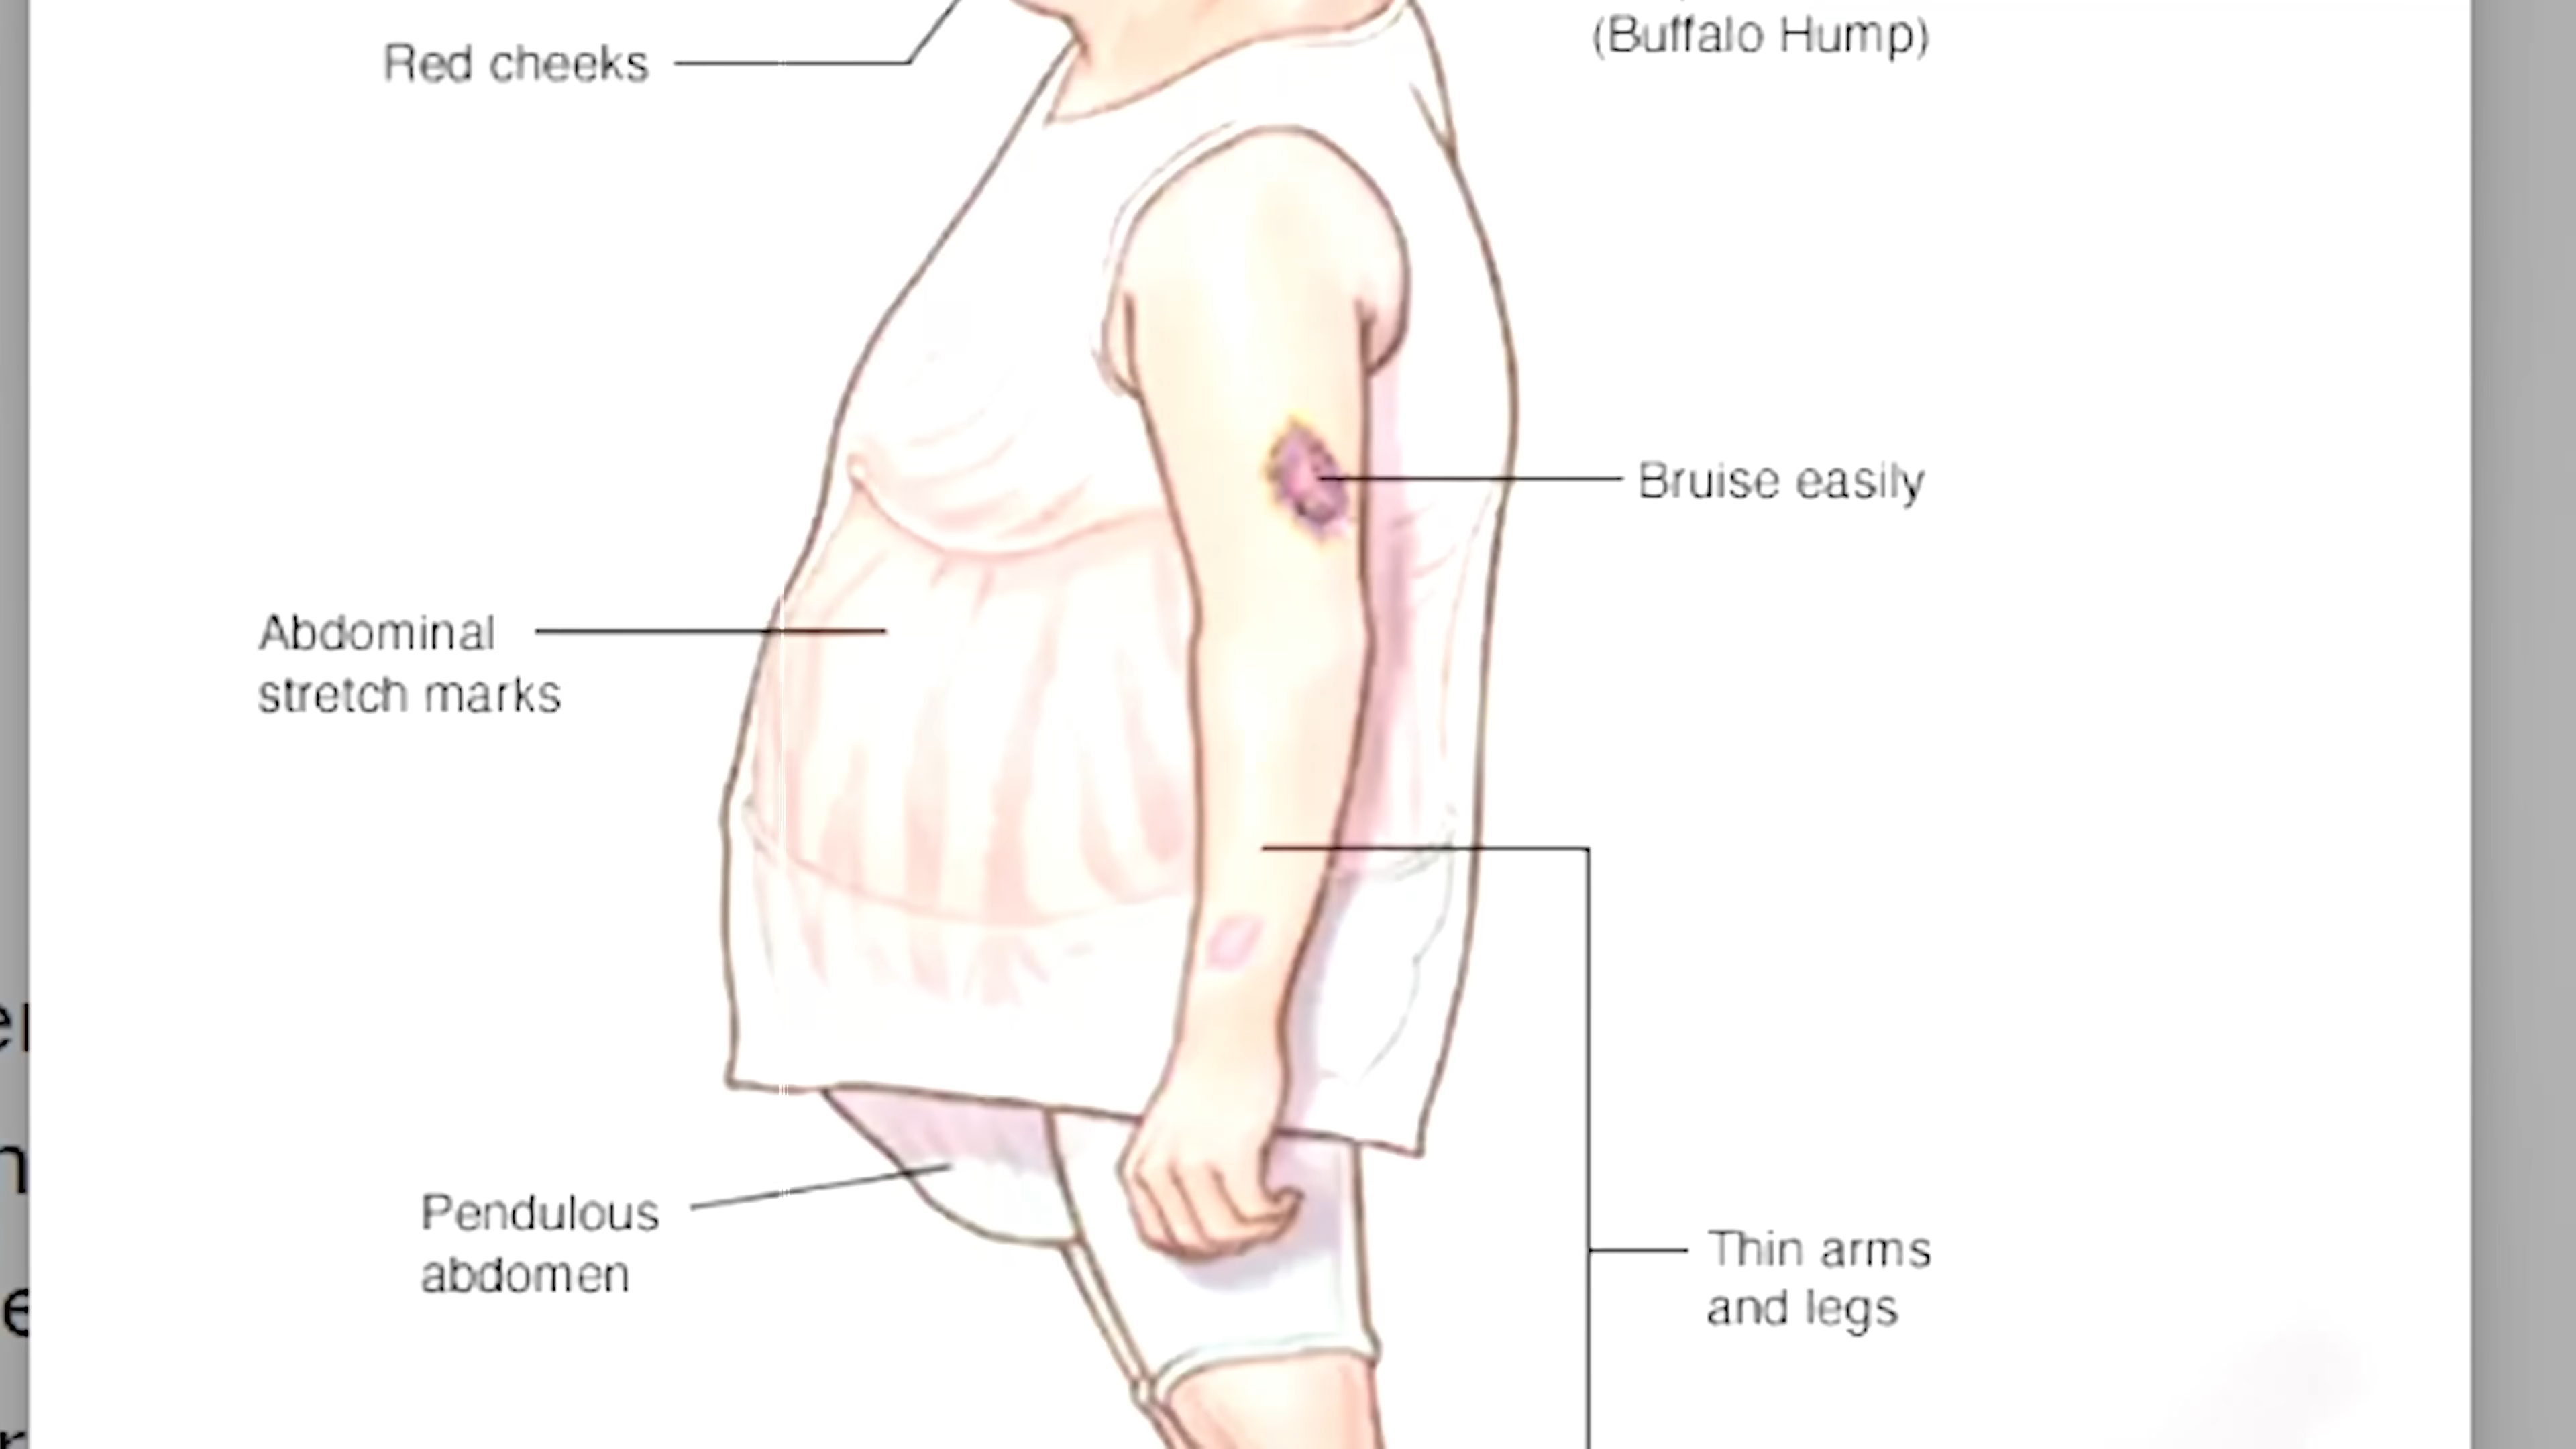 Red cheeks
(Buffalo Hump)
Bruise easily
Abdominal
stretch marks
Pendulous
abdomen
Thin arms
and legs